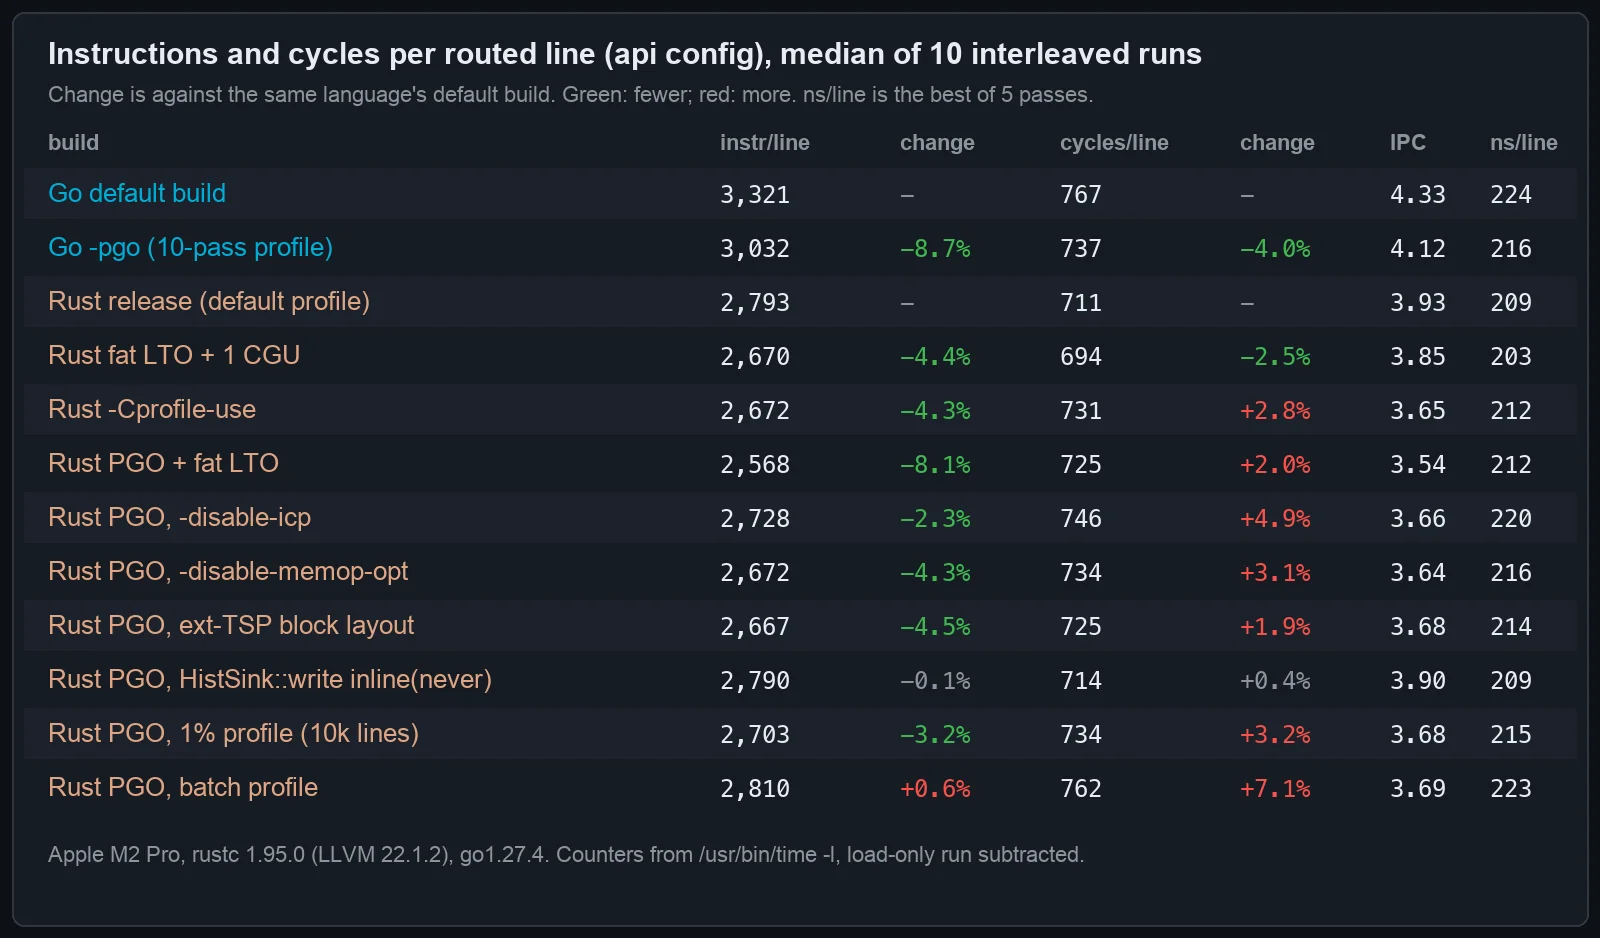 Instructions and cycles per routed line (api config), median of 10 interleaved runs
Change is against the same language's default build. Green: fewer; red: more. ns/line is the best of 5 passes.
build instr/line change cycles/line change IPC ns/line
Go default build 3,321 – 767 – 4.33 224
Go -pgo (10-pass profile) 3,032 −8.7% 737 −4.0% 4.12 216
Rust release (default profile) 2,793 – 711 – 3.93 209
Rust fat LTO + 1 CGU 2,670 −4.4% 694 −2.5% 3.85 203
Rust -Cprofile-use 2,672 −4.3% 731 +2.8% 3.65 212
Rust PGO + fat LTO 2,568 −8.1% 725 +2.0% 3.54 212
Rust PGO, -disable-icp 2,728 −2.3% 746 +4.9% 3.66 220
Rust PGO, -disable-memop-opt 2,672 −4.3% 734 +3.1% 3.64 216
Rust PGO, ext-TSP block layout 2,667 −4.5% 725 +1.9% 3.68 214
Rust PGO, HistSink::write inline(never) 2,790 −0.1% 714 +0.4% 3.90 209
Rust PGO, 1% profile (10k lines) 2,703 −3.2% 734 +3.2% 3.68 215
Rust PGO, batch profile 2,810 +0.6% 762 +7.1% 3.69 223
Apple M2 Pro, rustc 1.95.0 (LLVM 22.1.2), go1.27.4. Counters from /usr/bin/time -l, load-only run subtracted.